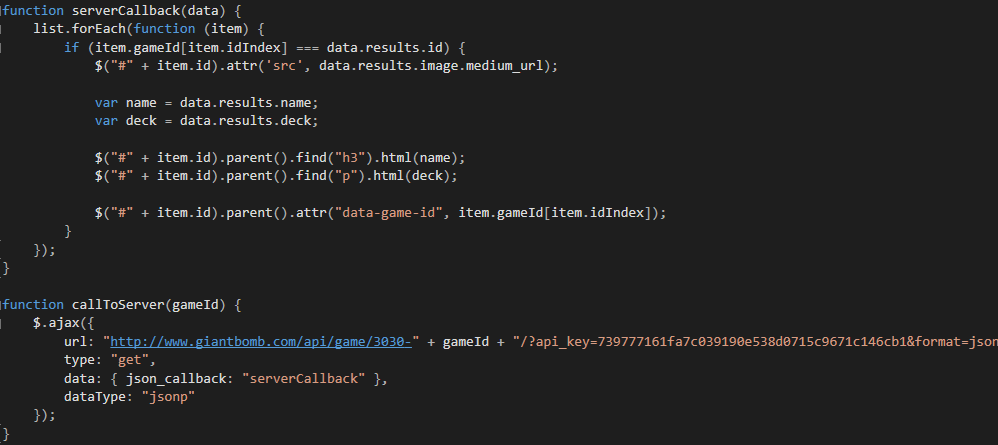 function serverCallback(data) {
    list.forEach(function (item) {
        if (item.gameId[item.idIndex] === data.results.id) {
            $("#" + item.id).attr('src', data.results.image.medium_url);

            var name = data.results.name;
            var deck = data.results.deck;

            $("#" + item.id).parent().find("h3").html(name);
            $("#" + item.id).parent().find("p").html(deck);

            $("#" + item.id).parent().attr("data-game-id", item.gameId[item.idIndex]);
        }
    });
}

function callToServer(gameId) {
    $.ajax({
        url: "http://www.giantbomb.com/api/game/3030-" + gameId + "/?api_key=739777161fa7c039190e538d0715c9671c146cb1&format=json
        type: "get",
        data: { json_callback: "serverCallback" },
        dataType: "jsonp"
    });
}